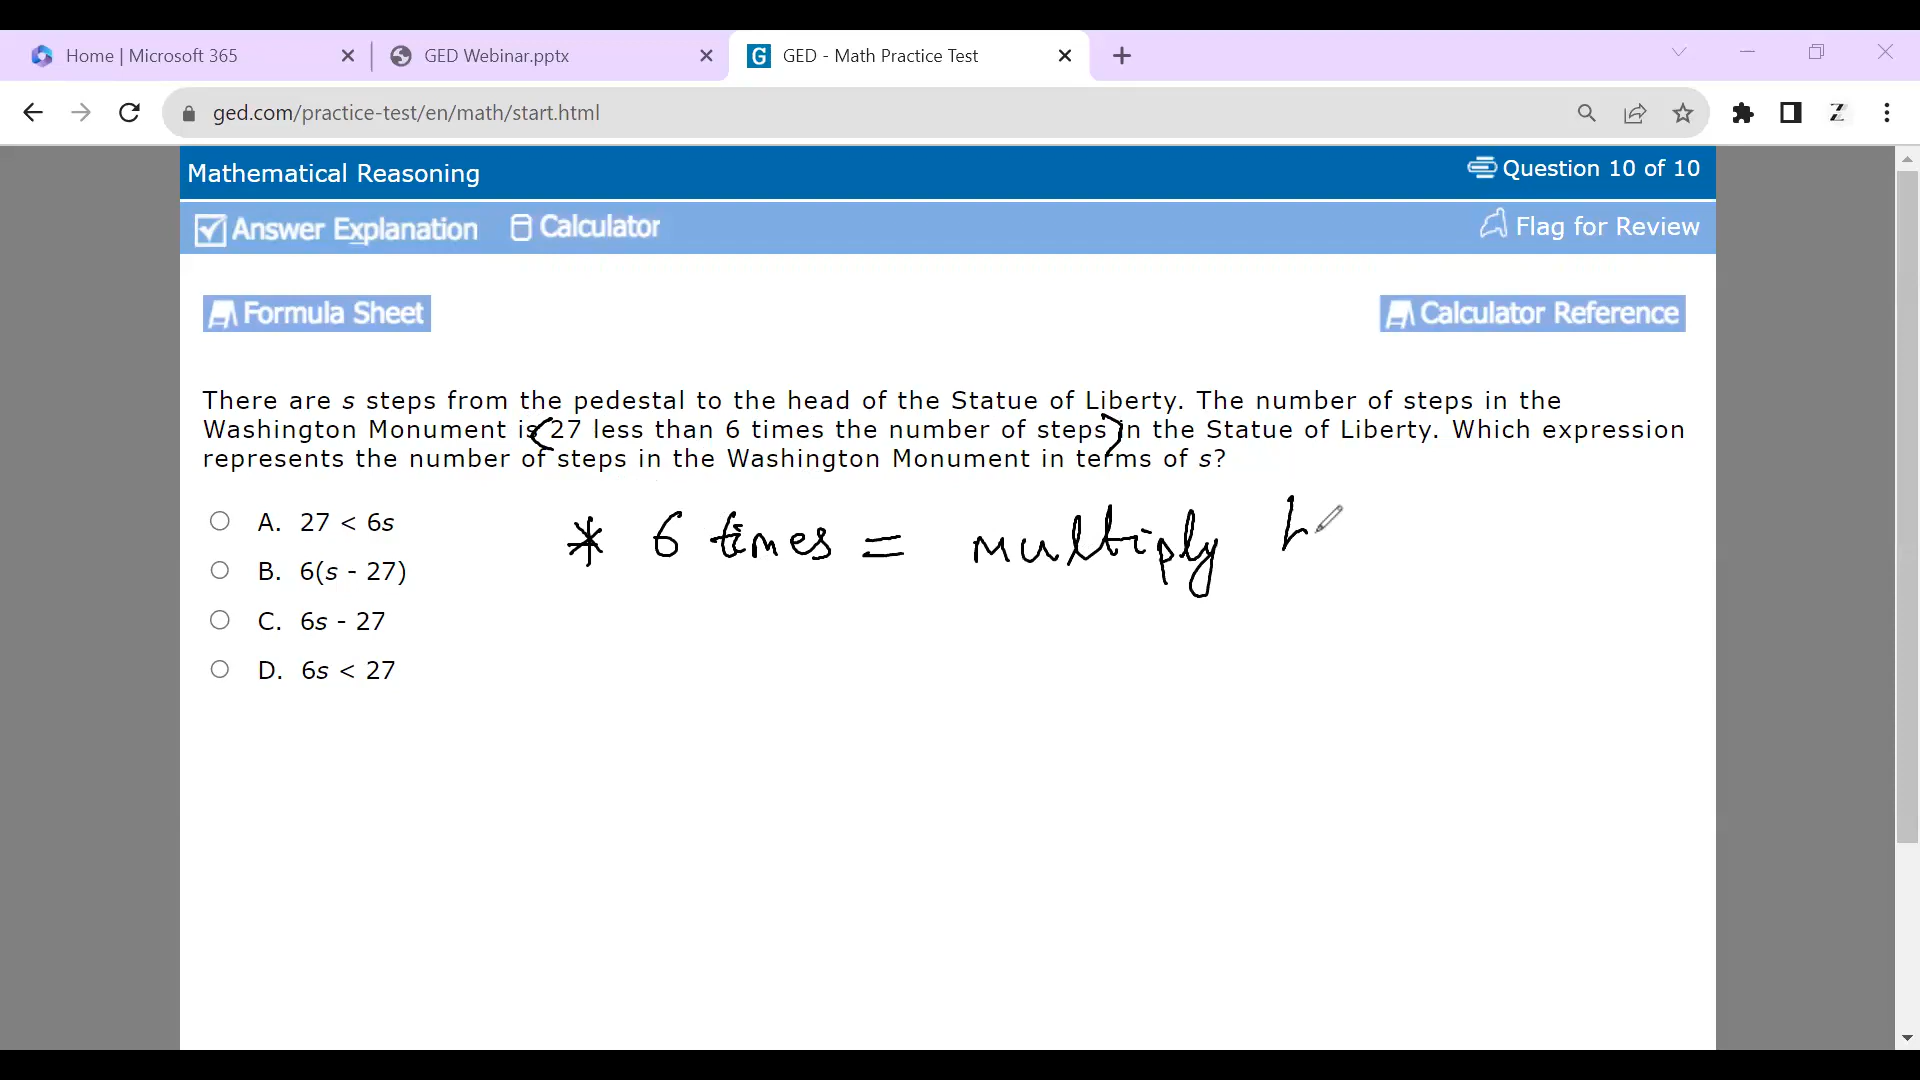 Home | Microsoft 365
GED Webinar.pptx
GED - Math Practice Test
ged.com/practice-test/en/math/start.html
Mathematical Reasoning
Question 10 of 10
Answer Explanation
Calculator
Flag for Review
Formula Sheet
Calculator Reference
There are s steps from the pedestal to the head of the Statue of Liberty. The number of steps in the
Washington Monument is 27 less than 6 times the number of steps in the Statue of Liberty. Which expression
represents the number of steps in the Washington Monument in terms of s?
A. 27 < 6s
B. 6(s - 27)
C. 6s - 27
D. 6s < 27
* 6 times = multiply